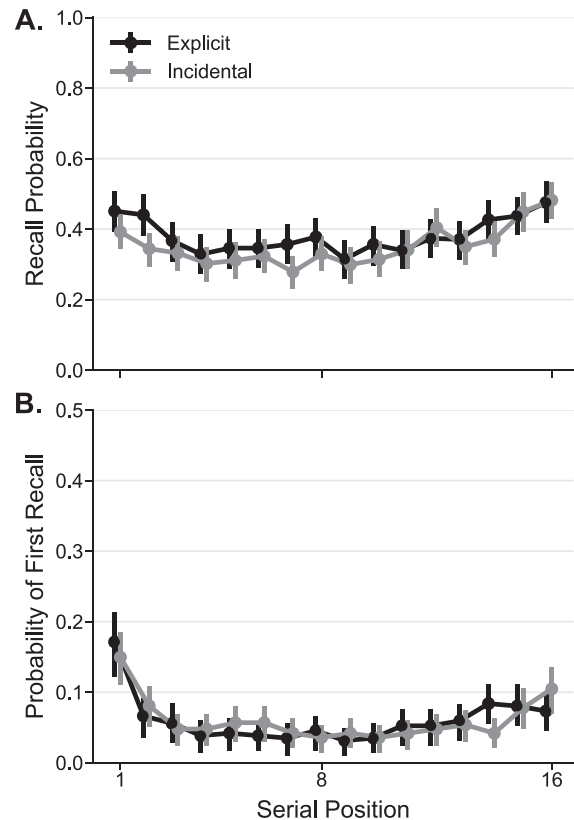 A.
1.0
Explicit
Incidental
0.8
0.6
0.4
0.2
0.0
Recall Probability
B.
0.5
0.4
0.3
0.2
0.1
0.0
Probability of First Recall
1 8 16
Serial Position